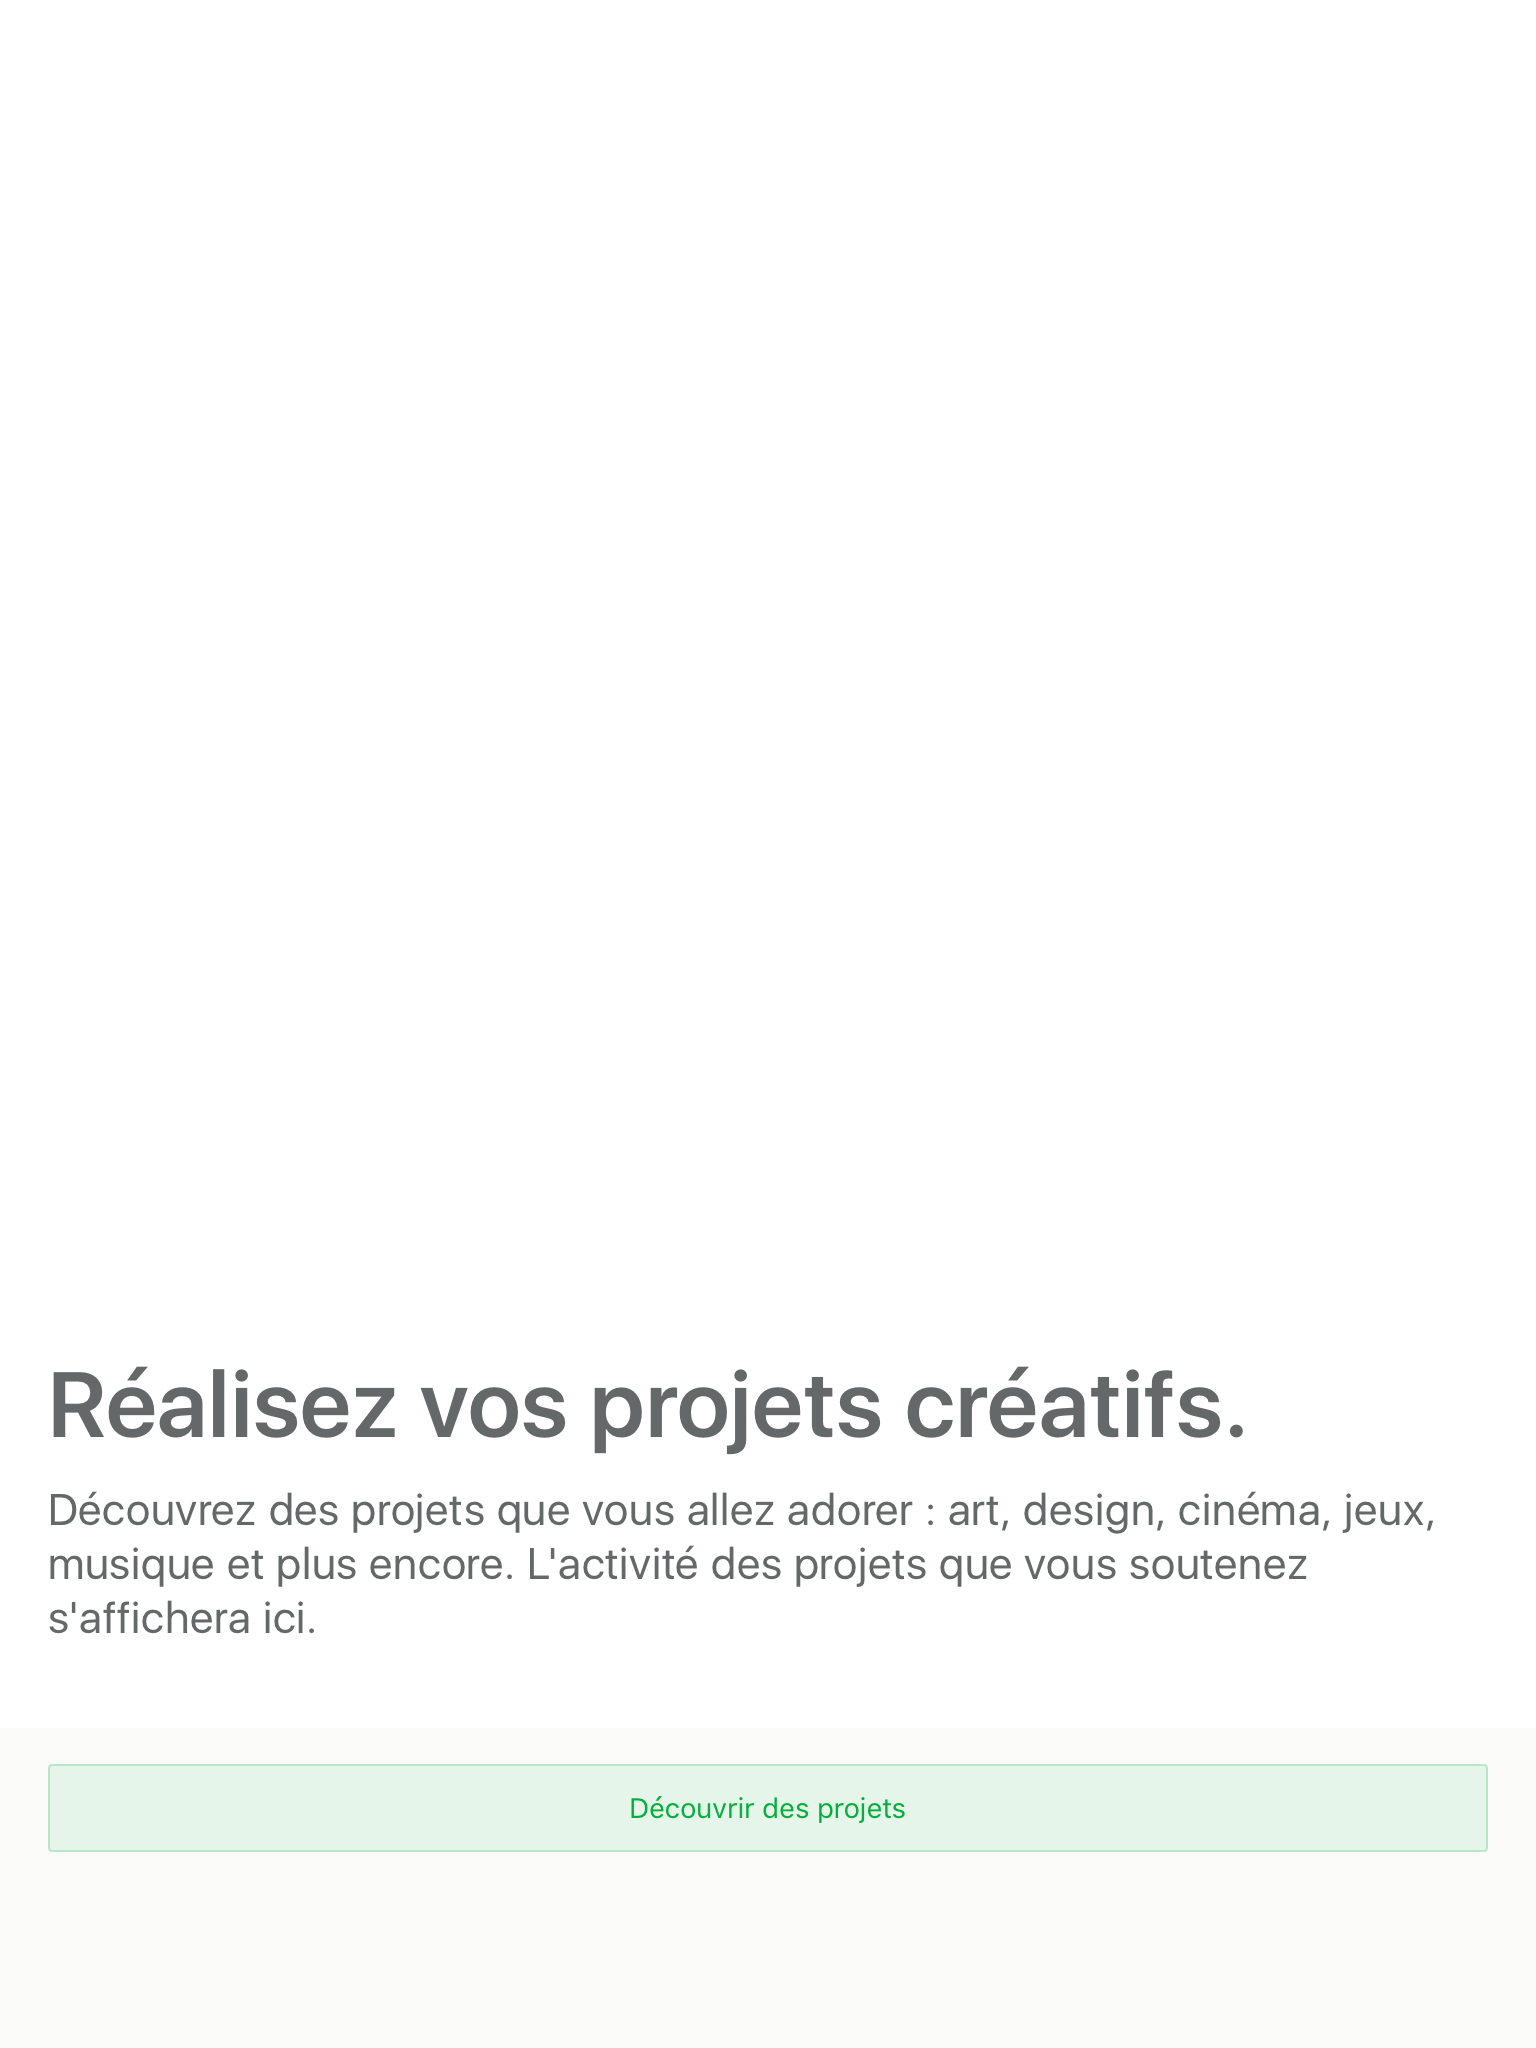 Réalisez vos projets créatifs.
Découvrez des projets que vous allez adorer : art, design, cinéma, jeux,
musique et plus encore. L'activité des projets que vous soutenez
s'affichera ici.
Découvrir des projets